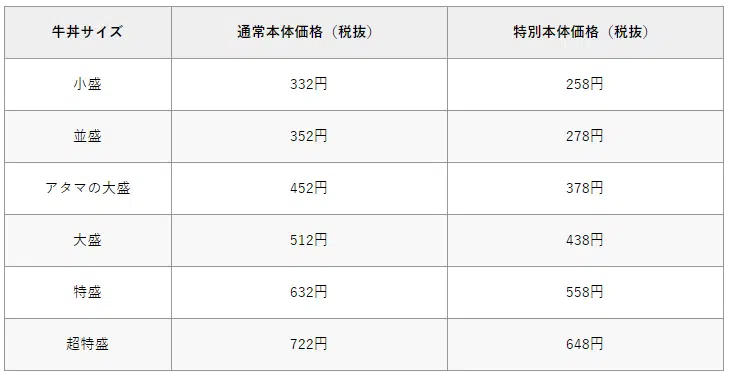 牛丼サイズ 通常本体価格（税抜） 特別本体価格（税抜）
小盛 332円 258円
並盛 352円 278円
アタマの大盛 452円 378円
大盛 512円 438円
特盛 632円 558円
超特盛 722円 648円